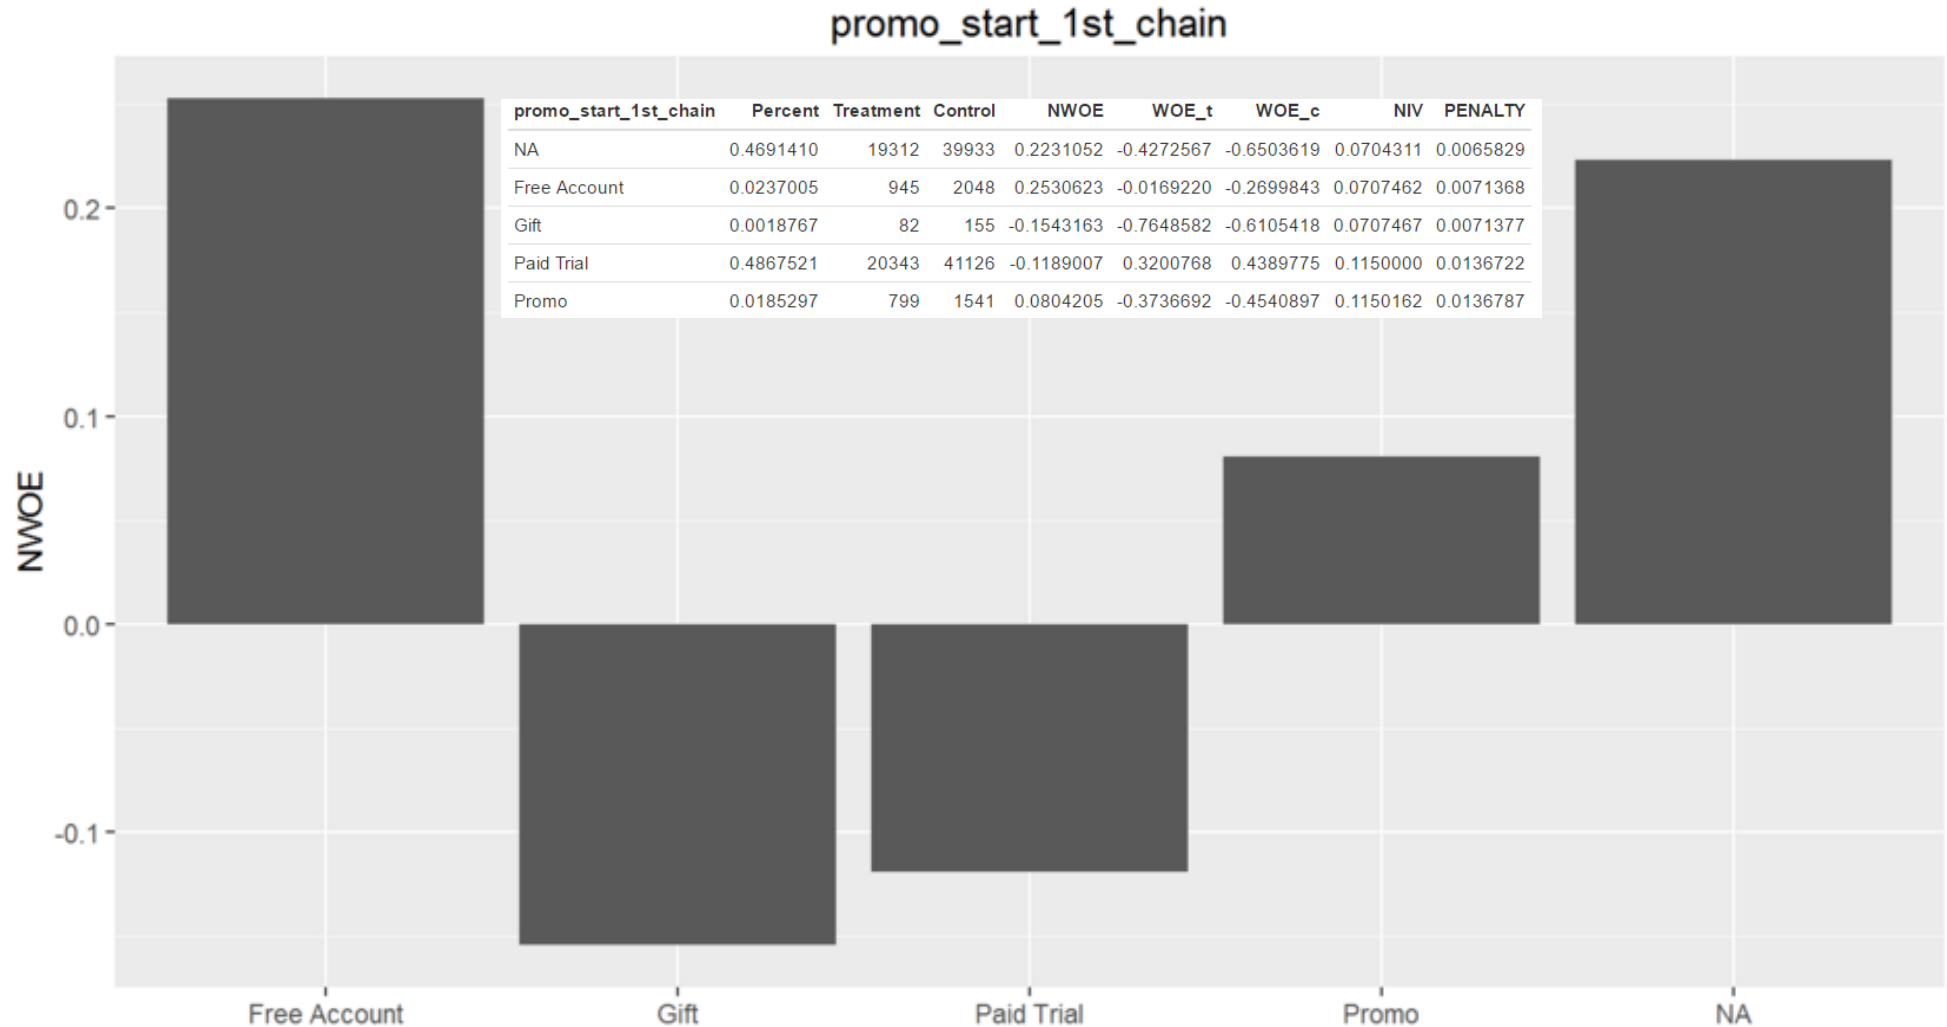 promo_start_1st_chain
promo_start_1st_chain Percent Treatment Control NWOE WOE_t WOE_c NIV PENALTY
NA 0.4691410 19312 39933 0.2231052 -0.4272567 -0.6503619 0.0704311 0.0065829
Free Account 0.0237005 945 2048 0.2530623 -0.0169220 -0.2699843 0.0707462 0.0071368
Gift 0.0018767 82 155 -0.1543163 -0.7648582 -0.6105418 0.0707467 0.0071377
Paid Trial 0.4867521 20343 41126 -0.1189007 0.3200768 0.4389775 0.1150000 0.0136722
Promo 0.0185297 799 1541 0.0804205 -0.3736692 -0.4540897 0.1150162 0.0136787
0.2
0.1
0.0
-0.1
NWOE
Free Account Gift Paid Trial Promo NA